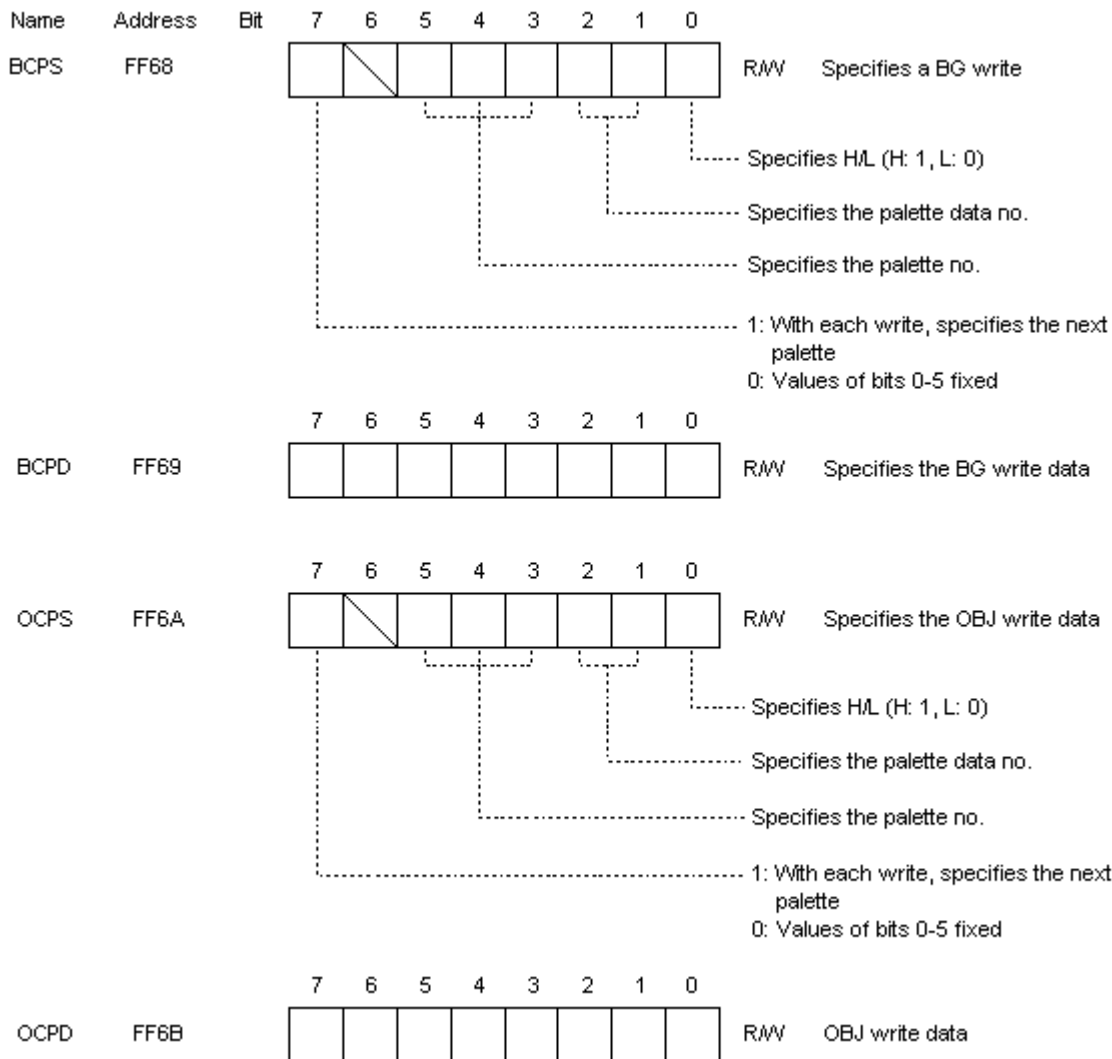 Name Address Bit 7 6 5 4 3 2 1 0
BCPS FF68 R/W Specifies a BG write
Specifies H/L (H: 1, L: 0)
Specifies the palette data no.
Specifies the palette no.
1: With each write, specifies the next
palette
0: Values of bits 0-5 fixed
7 6 5 4 3 2 1 0
BCPD FF69 R/W Specifies the BG write data
7 6 5 4 3 2 1 0
OCPS FF6A R/W Specifies the OBJ write data
Specifies H/L (H: 1, L: 0)
Specifies the palette data no.
Specifies the palette no.
1: With each write, specifies the next
palette
0: Values of bits 0-5 fixed
7 6 5 4 3 2 1 0
OCPD FF6B R/W OBJ write data